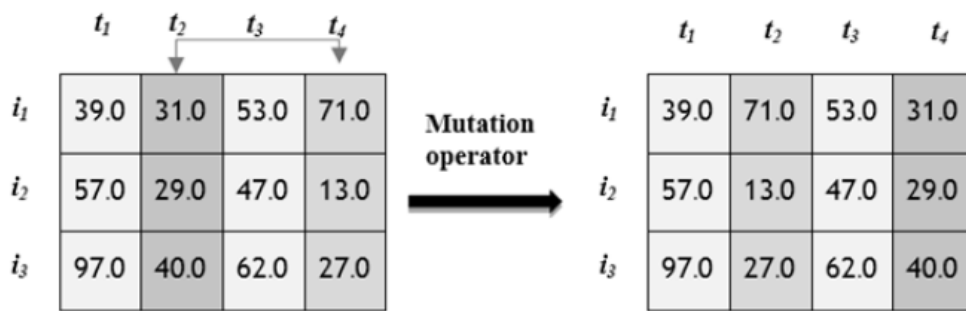 t1 t2 t3 t4 t1 t2 t3 t4
i1 39.0 31.0 53.0 71.0 Mutation operator i1 39.0 71.0 53.0 31.0
i2 57.0 29.0 47.0 13.0 i2 57.0 13.0 47.0 29.0
i3 97.0 40.0 62.0 27.0 i3 97.0 27.0 62.0 40.0